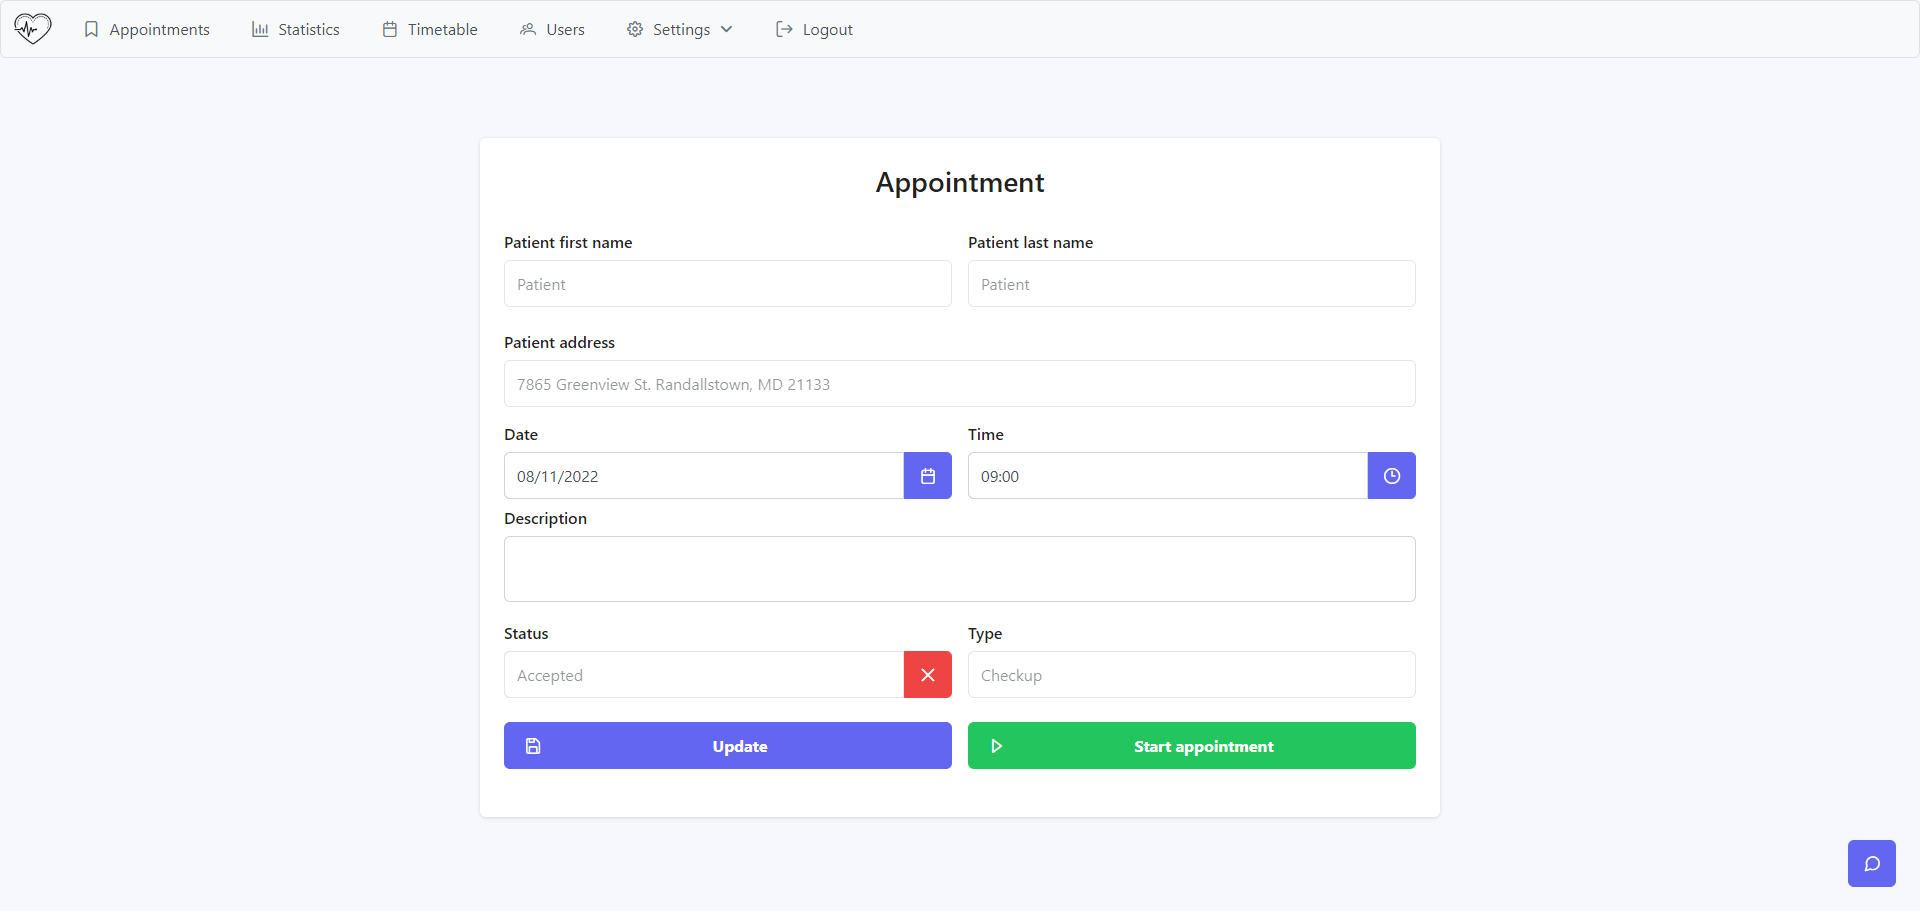 Appointments Statistics Timetable Users Settings Logout
Appointment
Patient first name Patient last name
Patient Patient
Patient address
7865 Greenview St. Randallstown, MD 21133
Date Time
08/11/2022 09:00
Description
Status Type
Accepted Checkup
Update Start appointment